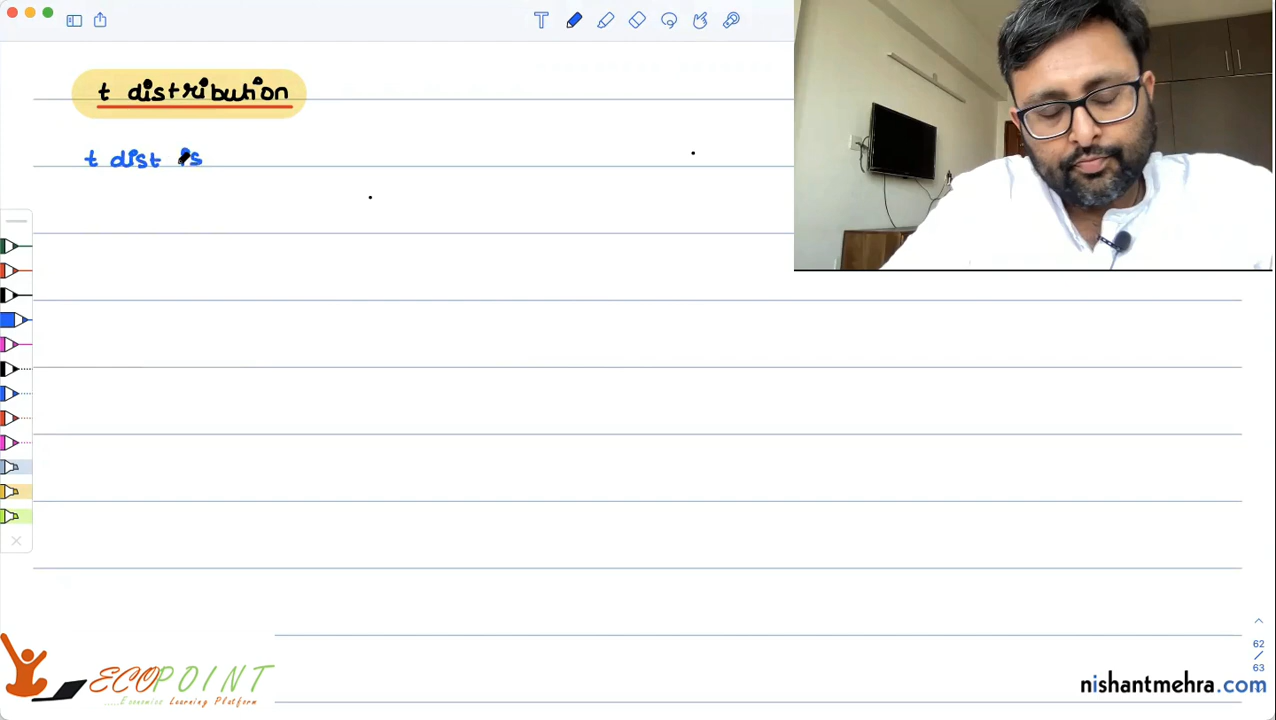 t distribution
t dist is
62
/
63
ECOPOINT
.....Economics Learning Platform
nishantmehra.com